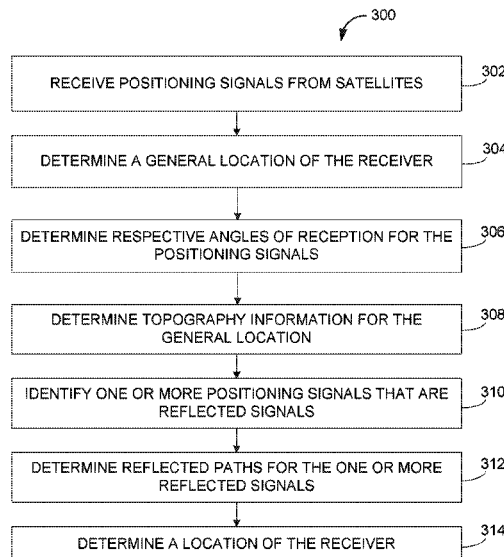 300
RECEIVE POSITIONING SIGNALS FROM SATELLITES
302
DETERMINE A GENERAL LOCATION OF THE RECEIVER
304
DETERMINE RESPECTIVE ANGLES OF RECEPTION FOR THE
POSITIONING SIGNALS
306
DETERMINE TOPOGRAPHY INFORMATION FOR THE
GENERAL LOCATION
308
IDENTIFY ONE OR MORE POSITIONING SIGNALS THAT ARE
REFLECTED SIGNALS
310
DETERMINE REFLECTED PATHS FOR THE ONE OR MORE
REFLECTED SIGNALS
312
DETERMINE A LOCATION OF THE RECEIVER
314